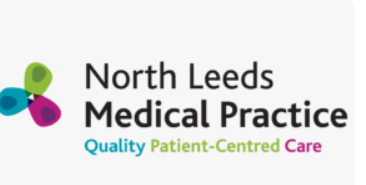 North Leeds
Medical Practice
Quality Patient-Centred Care